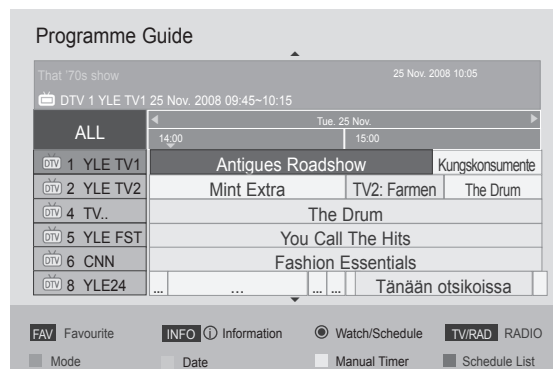 Programme Guide
That '70s show 25 Nov. 2008 10:05
DTV 1 YLE TV1 25 Nov. 2008 09:45~10:15
ALL
Tue. 25 Nov.
14:00 15:00
DTV 1 YLE TV1 Antigues Roadshow Kungskonsumente
DTV 2 YLE TV2 Mint Extra TV2: Farmen The Drum
DTV 4 TV.. The Drum
DTV 5 YLE FST You Call The Hits
DTV 6 CNN Fashion Essentials
DTV 8 YLE24 ... ... ... ... Tänään otsikoissa
FAV Favourite INFO i Information Watch/Schedule TV/RAD RADIO
Mode Date Manual Timer Schedule List